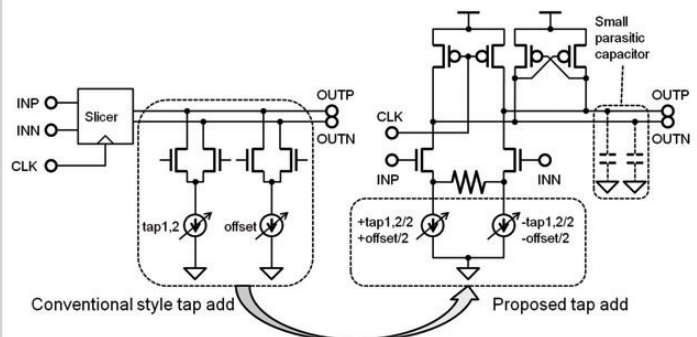 INP
INN
CLK
Slicer
OUTP
OUTN
tap1,2
offset
Conventional style tap add
Small
parasitic
capacitor
OUTP
OUTN
CLK
INP
INN
+tap1,2/2
+offset/2
-tap1,2/2
-offset/2
Proposed tap add